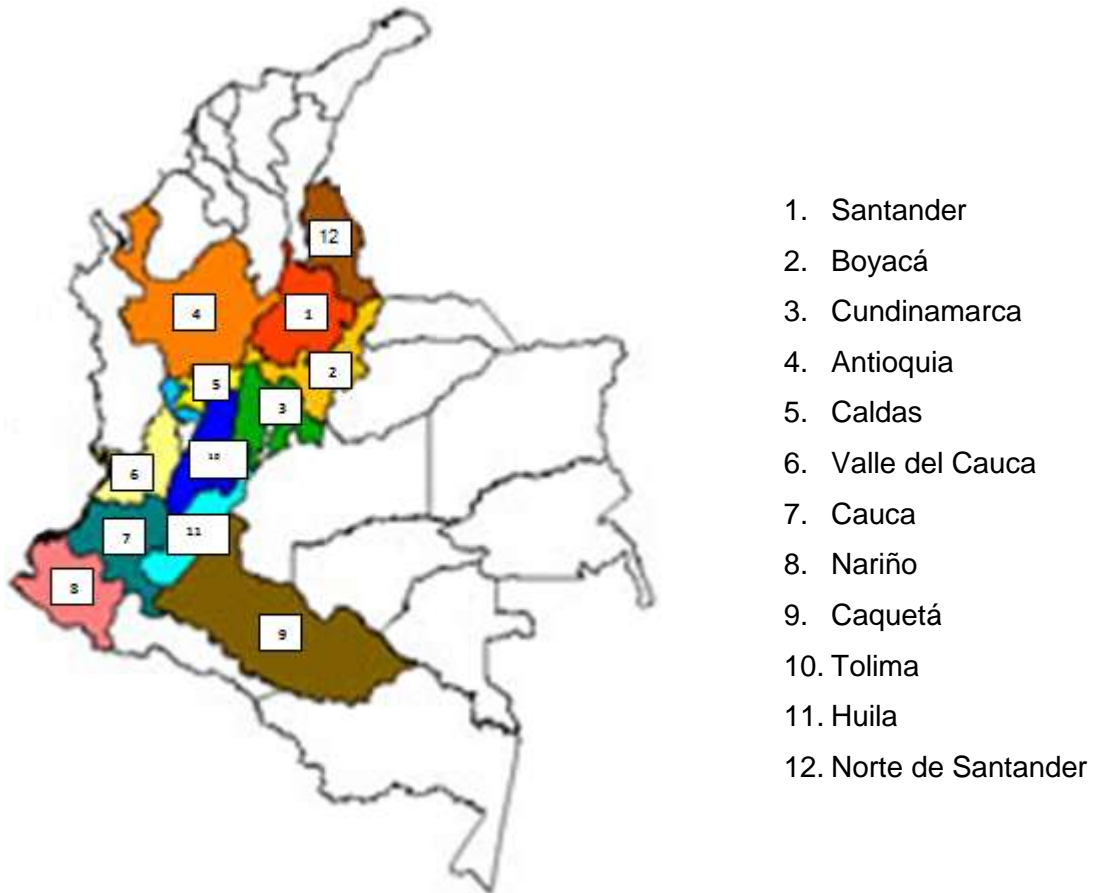 12
4
1
2
5
3
10
6
11
7
8
9
1. Santander
2. Boyacá
3. Cundinamarca
4. Antioquia
5. Caldas
6. Valle del Cauca
7. Cauca
8. Nariño
9. Caquetá
10. Tolima
11. Huila
12. Norte de Santander